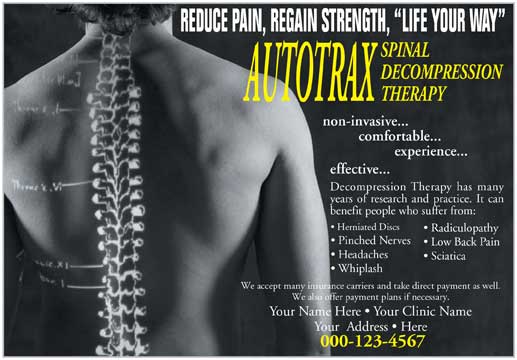 REDUCE PAIN, REGAIN STRENGTH, "LIFE YOUR WAY"
AUTOTRAX SPINAL
DECOMPRESSION
THERAPY
non-invasive...
comfortable...
experience...
effective...
Decompression Therapy has many
years of research and practice. It can
benefit people who suffer from:
• Herniated Discs
• Pinched Nerves
• Headaches
• Whiplash
• Radiculopathy
• Low Back Pain
• Sciatica
We accept many insurance carriers and take direct payment as well.
We also offer payment plans if necessary.
Your Name Here • Your Clinic Name
Your Address • Here
000-123-4567